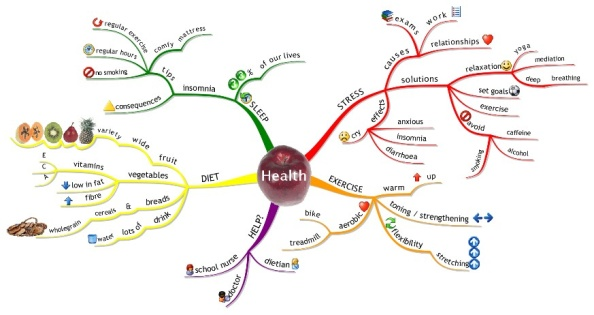 Health
SLEEP
⅓ of our lives
insomnia
tips
comfy mattress
regular exercise
regular hours
no smoking
consequences
STRESS
causes
exams
work
relationships
solutions
relaxation
yoga
mediation
deep breathing
set goals
exercise
avoid
caffeine
alcohol
smoking
effects
anxious
insomnia
diarrhoea
cry
EXERCISE
warm up
toning / strengthening
flexibility
stretching
aerobic
bike
treadmill
HELP?
dietian
doctor
school nurse
DIET
fruit
wide variety
vegetables
vitamins
E
C
A
low in fat
fibre
breads & cereals
wholegrain
drink
lots of water